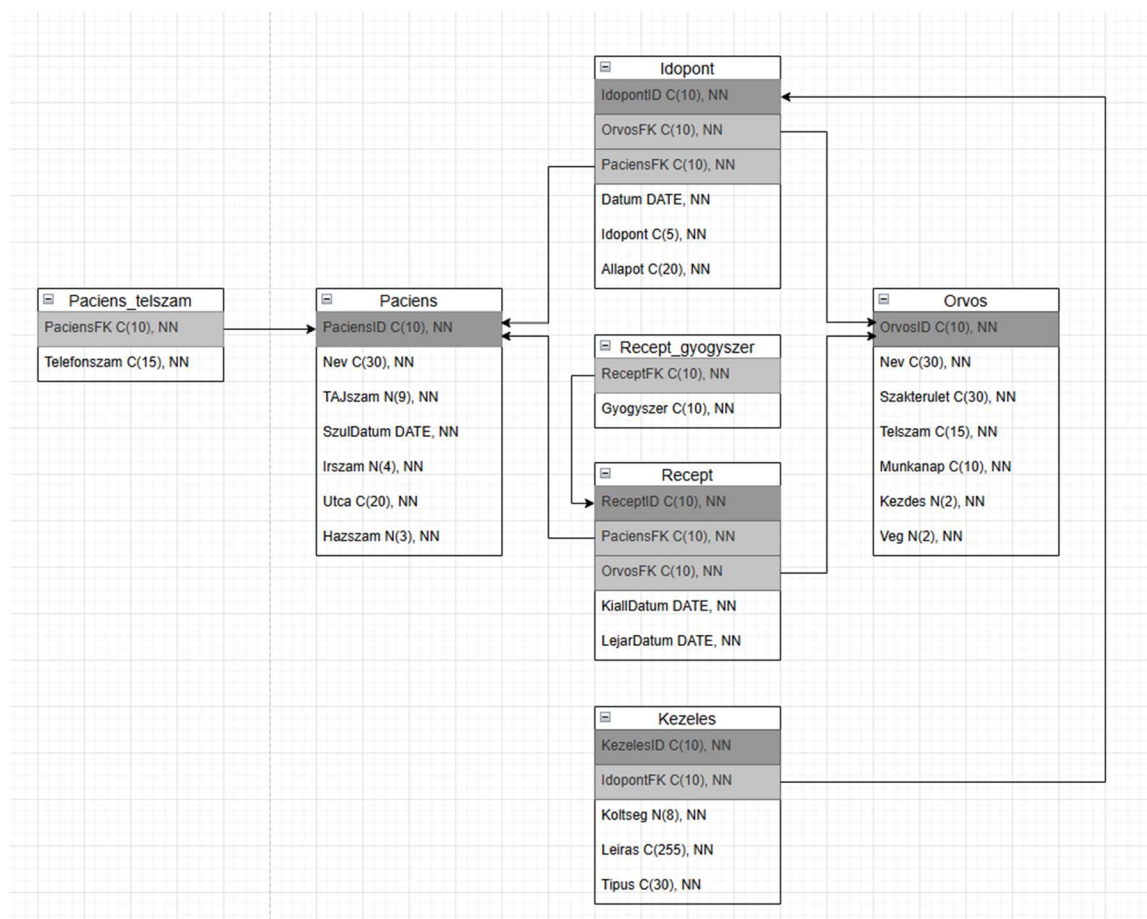 Idopont
IdopontID C(10), NN
OrvosFK C(10), NN
PaciensFK C(10), NN
Datum DATE, NN
Idopont C(5), NN
Allapot C(20), NN
Paciens_telszam
PaciensFK C(10), NN
Telefonszam C(15), NN
Paciens
PaciensID C(10), NN
Nev C(30), NN
TAJszam N(9), NN
SzulDatum DATE, NN
Irszam N(4), NN
Utca C(20), NN
Hazszam N(3), NN
Recept_gyogyszer
ReceptFK C(10), NN
Gyogyszer C(10), NN
Recept
ReceptID C(10), NN
PaciensFK C(10), NN
OrvosFK C(10), NN
KiallDatum DATE, NN
LejarDatum DATE, NN
Orvos
OrvosID C(10), NN
Nev C(30), NN
Szakterulet C(30), NN
Telszam C(15), NN
Munkanap C(10), NN
Kezdes N(2), NN
Veg N(2), NN
Kezeles
KezelesID C(10), NN
IdopontFK C(10), NN
Koltseg N(8), NN
Leiras C(255), NN
Tipus C(30), NN